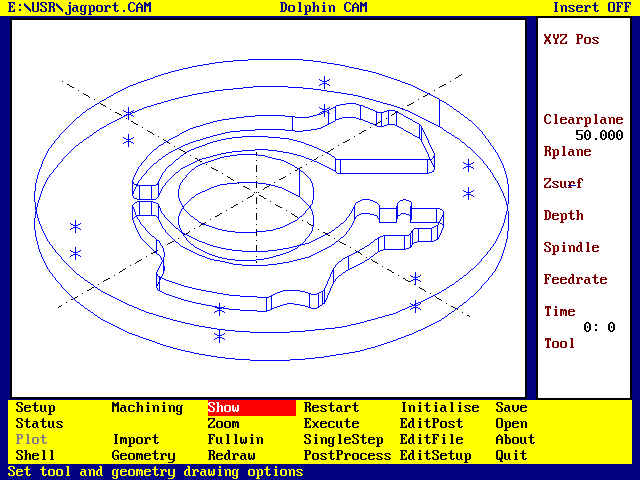 E:\USR\jagport.CAM Dolphin CAM Insert OFF
XYZ Pos
Clearplane
50.000
Rplane
Zsurf
Depth
Spindle
Feedrate
Time
0: 0
Tool
Setup Machining Show Restart Initialise Save
Status Zoom Execute EditPost Open
Plot Import Fullwin SingleStep EditFile About
Shell Geometry Redraw PostProcess EditSetup Quit
Set tool and geometry drawing options